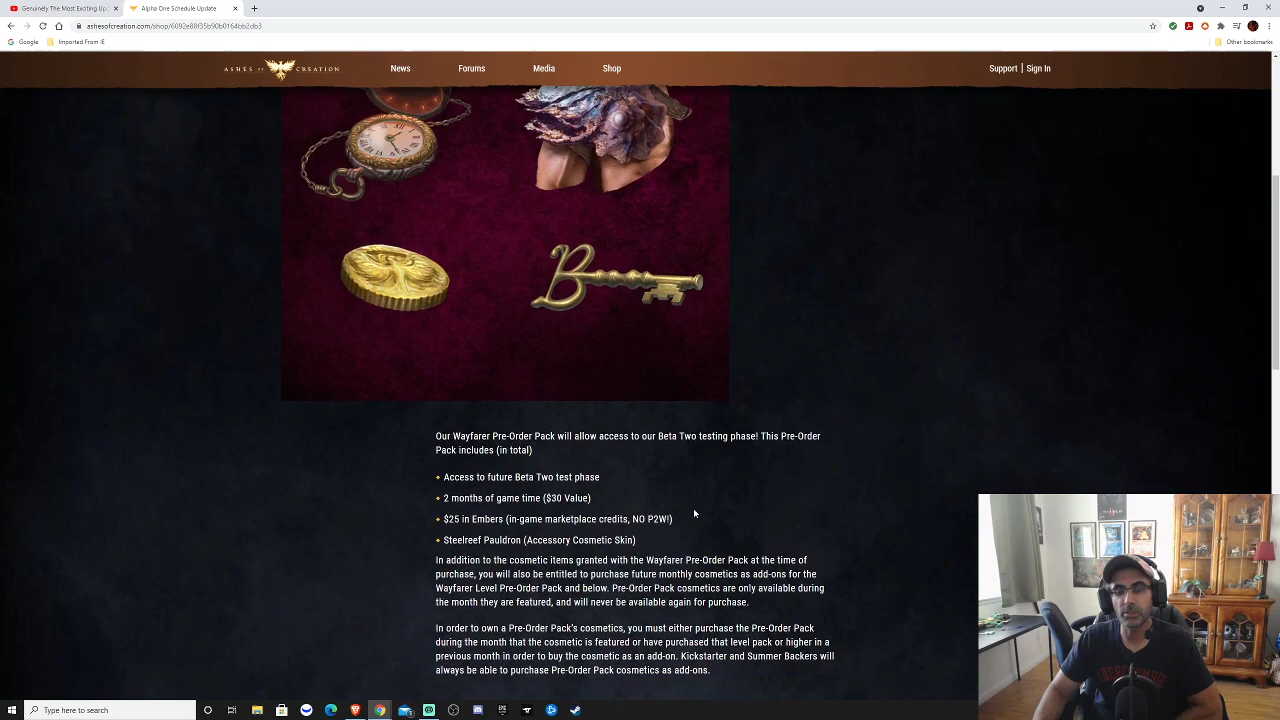 Genuinely The Most Exciting Up
Alpha One Schedule Update
ashesofcreation.com/shop/6092e88f35b90b0164bb2db3
Google
Imported From IE
Other bookmarks
ASHES OF CREATION
News
Forums
Media
Shop
Support | Sign In
Our Wayfarer Pre-Order Pack will allow access to our Beta Two testing phase! This Pre-Order
Pack includes (in total)
Access to future Beta Two test phase
2 months of game time ($30 Value)
$25 in Embers (in-game marketplace credits, NO P2W!)
Steelreef Pauldron (Accessory Cosmetic Skin)
In addition to the cosmetic items granted with the Wayfarer Pre-Order Pack at the time of
purchase, you will also be entitled to purchase future monthly cosmetics as add-ons for the
Wayfarer Level Pre-Order Pack and below. Pre-Order Pack cosmetics are only available during
the month they are featured, and will never be available again for purchase.
In order to own a Pre-Order Pack's cosmetics, you must either purchase the Pre-Order Pack
during the month that the cosmetic is featured or have purchased that level pack or higher in a
previous month in order to buy the cosmetic as an add-on. Kickstarter and Summer Backers will
always be able to purchase Pre-Order Pack cosmetics as add-ons.
Type here to search